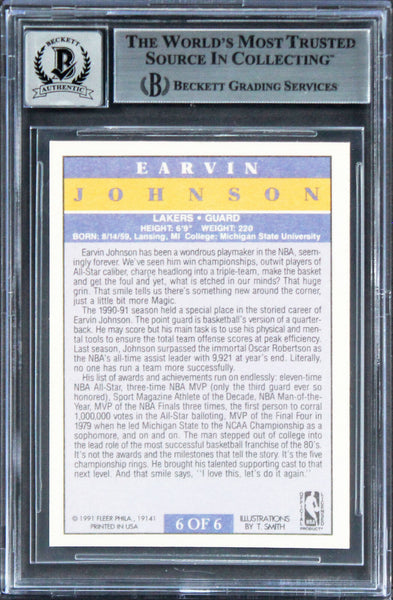 BECKETT
AUTHENTIC
THE WORLD'S MOST TRUSTED
SOURCE IN COLLECTING™
B BECKETT GRADING SERVICES
EARVIN
JOHNSON
LAKERS • GUARD
HEIGHT: 6'9" WEIGHT: 220
BORN: 8/14/59, Lansing, MI College: Michigan State University
Earvin Johnson has been a wondrous playmaker in the NBA, seem-
ingly forever. We've seen him win championships, outwit players of
All-Star caliber, charge headlong into a triple-team, make the basket
and get the foul and yet, what is etched in our minds? That huge
grin. That smile tells us there's something new around the corner,
just a little bit more Magic.
The 1990-91 season held a special place in the storied career of
Earvin Johnson. The point guard is basketball's version of a quarter-
back. He may score but his main task is to use his physical and men-
tal tools to ensure the total team offense scores at peak efficiency.
Last season, Johnson surpassed the immortal Oscar Robertson as
the NBA's all-time assist leader with 9,921 at year's end. Literally,
no one has run a team more successfully.
His list of awards and achievements run on endlessly: eleven-time
NBA All-Star, three-time NBA MVP (only the third guard ever so
honored), Sport Magazine Athlete of the Decade, NBA Man-of-the-
Year, MVP of the NBA Finals three times, the first person to corral
1,000,000 votes in the All-Star balloting, MVP of the Final Four in
1979 when he led Michigan State to the NCAA Championship as a
sophomore, and on and on. The man stepped out of college into
the lead role of the most successful basketball franchise of the 80's.
It's not the awards and the milestones that tell the story. It's the five
championship rings. He brought his talented supporting cast to that
next level. And that smile says, "I love this, let's do it again."
© 1991 FLEER PHILA., 19141
PRINTED IN USA
6 OF 6
ILLUSTRATIONS
BY T. SMITH
NBA